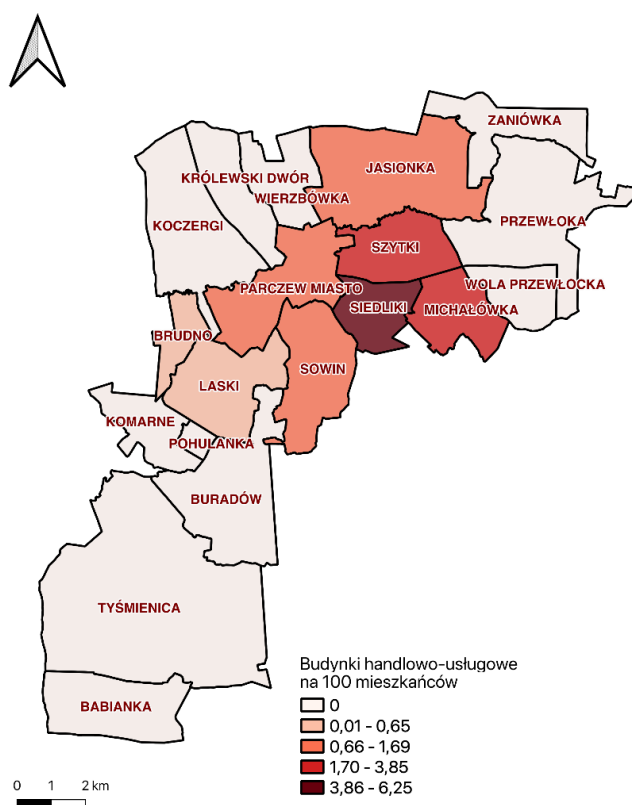 ZANIÓWKA
JASIONKA
KRÓLEWSKI DWÓR
WIERZBÓWKA
PRZEWŁOKA
KOCZERGI
SZYTKI
WOLA PRZEWŁOCKA
PARCZEW MIASTO
SIEDLIKI
MICHAŁÓWKA
BRUDNO
SOWIN
LASKI
KOMARNE
POHULANKA
BURADÓW
TYŚMIENICA
BABIANKA
Budynki handlowo-usługowe
na 100 mieszkańców
0
0,01 - 0,65
0,66 - 1,69
1,70 - 3,85
3,86 - 6,25
0 1 2 km